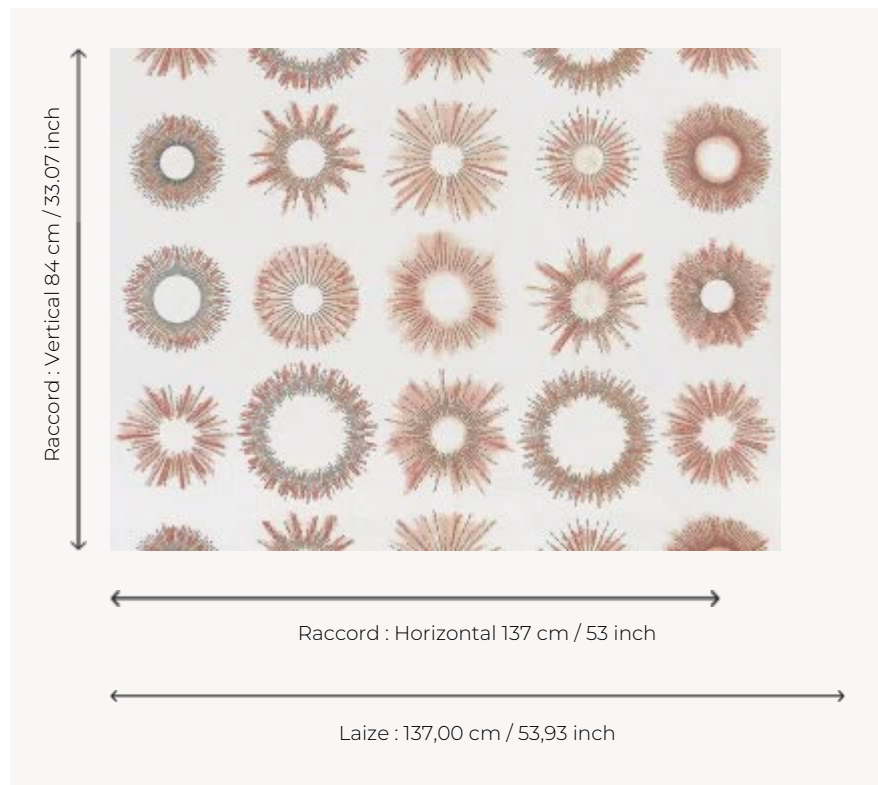 Raccord : Vertical 84 cm / 33.07 inch
Raccord : Horizontal 137 cm / 53 inch
Laize : 137,00 cm / 53,93 inch